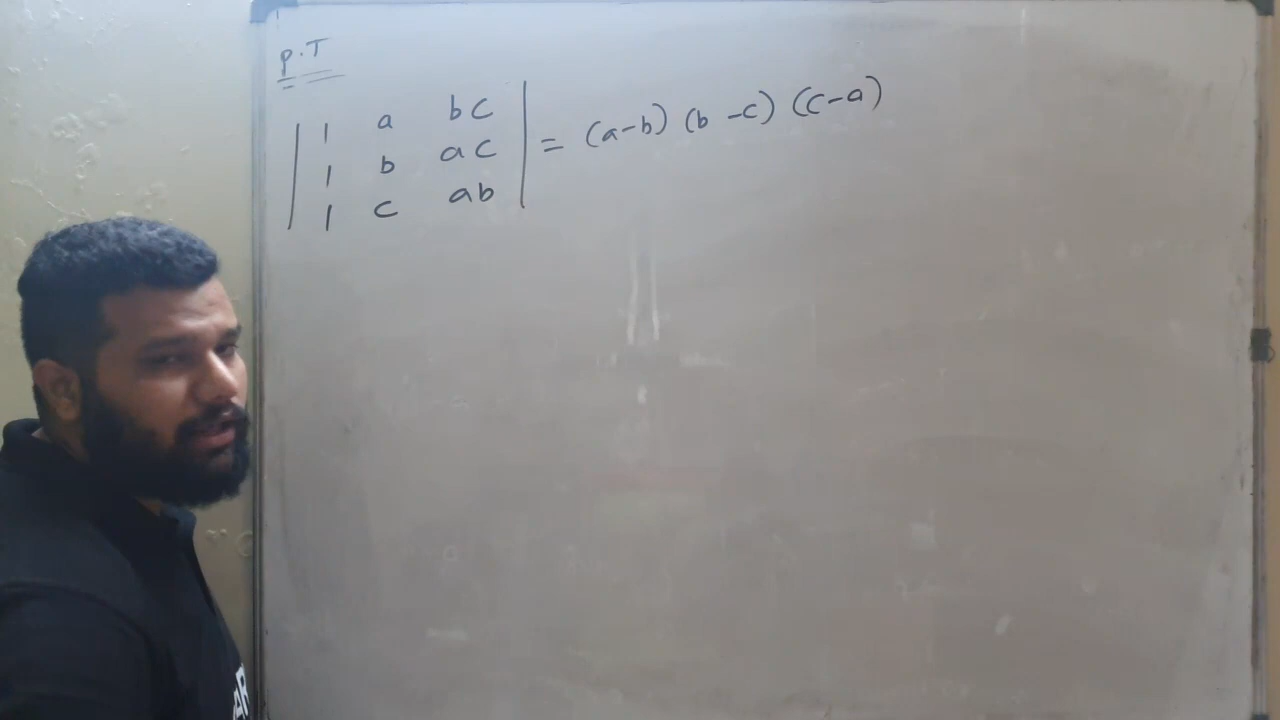 P.T
| 1 a bc | = (a-b) (b-c) (c-a)
| 1 b ac |
| 1 c ab |